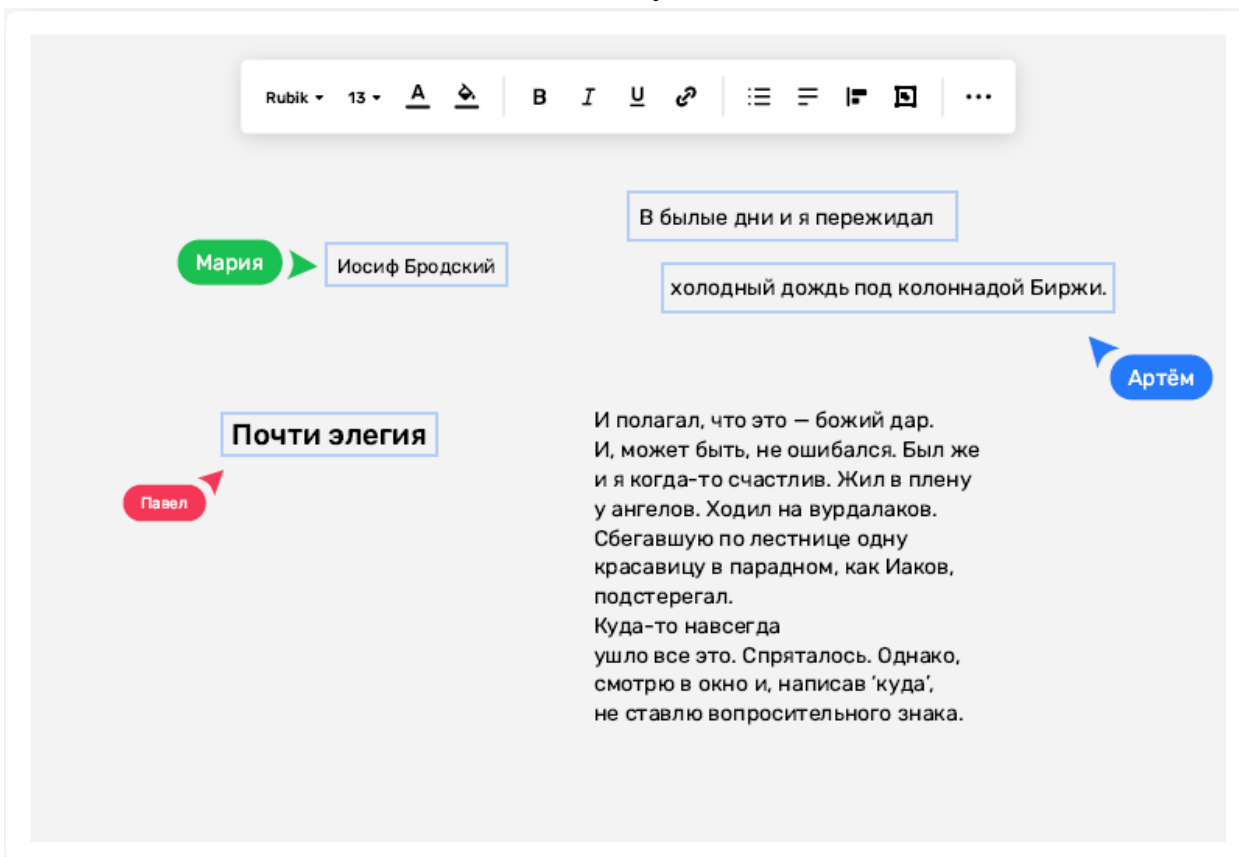 Rubik 13 A B I U
В былые дни и я пережидал
Мария
Иосиф Бродский
холодный дождь под колоннадой Биржи.
Артём
Почти элегия
Павел
И полагал, что это — божий дар.
И, может быть, не ошибался. Был же
и я когда-то счастлив. Жил в плену
у ангелов. Ходил на вурдалаков.
Сбегавшую по лестнице одну
красавицу в парадном, как Иаков,
подстерегал.
Куда-то навсегда
ушло все это. Спряталось. Однако,
смотрю в окно и, написав ‘куда’,
не ставлю вопросительного знака.